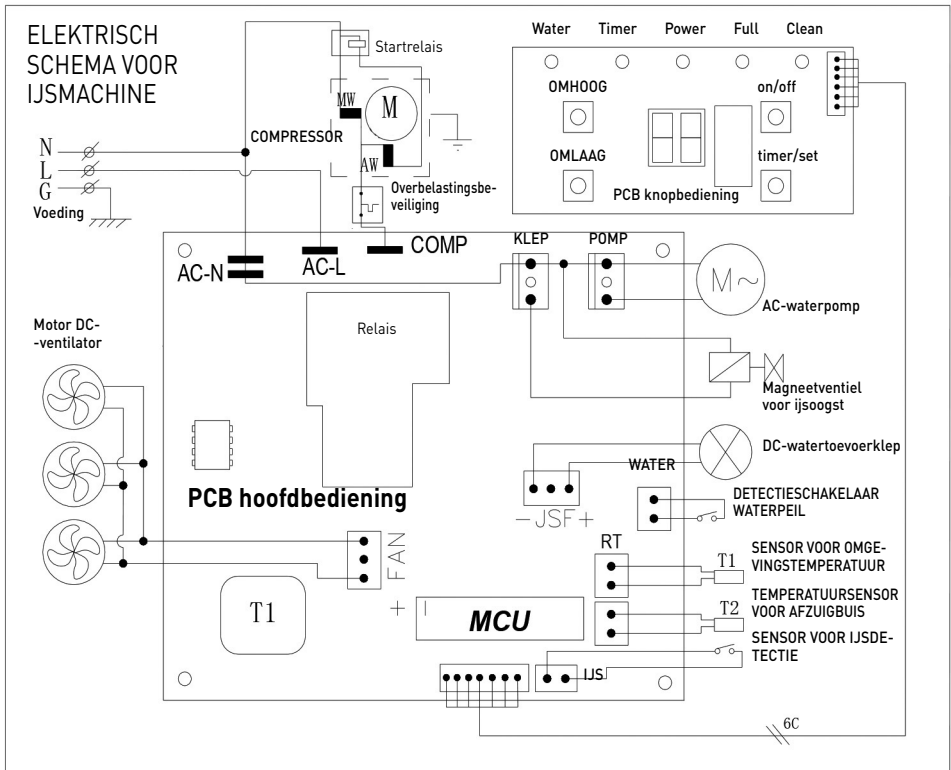 ELEKTRISCH
SCHEMA VOOR
IJSMACHINE
Startrelais
MW
M
COMPRESSOR
AW
Overbelastingsbe-
veiliging
N
L
G
Voeding
Water Timer Power Full Clean
OMHOOG
on/off
OMLAAG
timer/set
PCB knopbediening
AC-N
AC-L
COMP
KLEP
POMP
M~
AC-waterpomp
Relais
Magneetventiel
voor ijsoogst
Motor DC-
-ventilator
DC-watertoevoerklep
WATER
-JSF+
DETECTIESCHAKELAAR
WATERPEIL
PCB hoofdbediening
FAN
+
RT
T1
SENSOR VOOR OMGE-
VINGSTEMPERATUUR
T2
TEMPERATUURSENSOR
VOOR AFZUIGBUIS
T1
MCU
SENSOR VOOR IJSDE-
TECTIE
IJS
6C